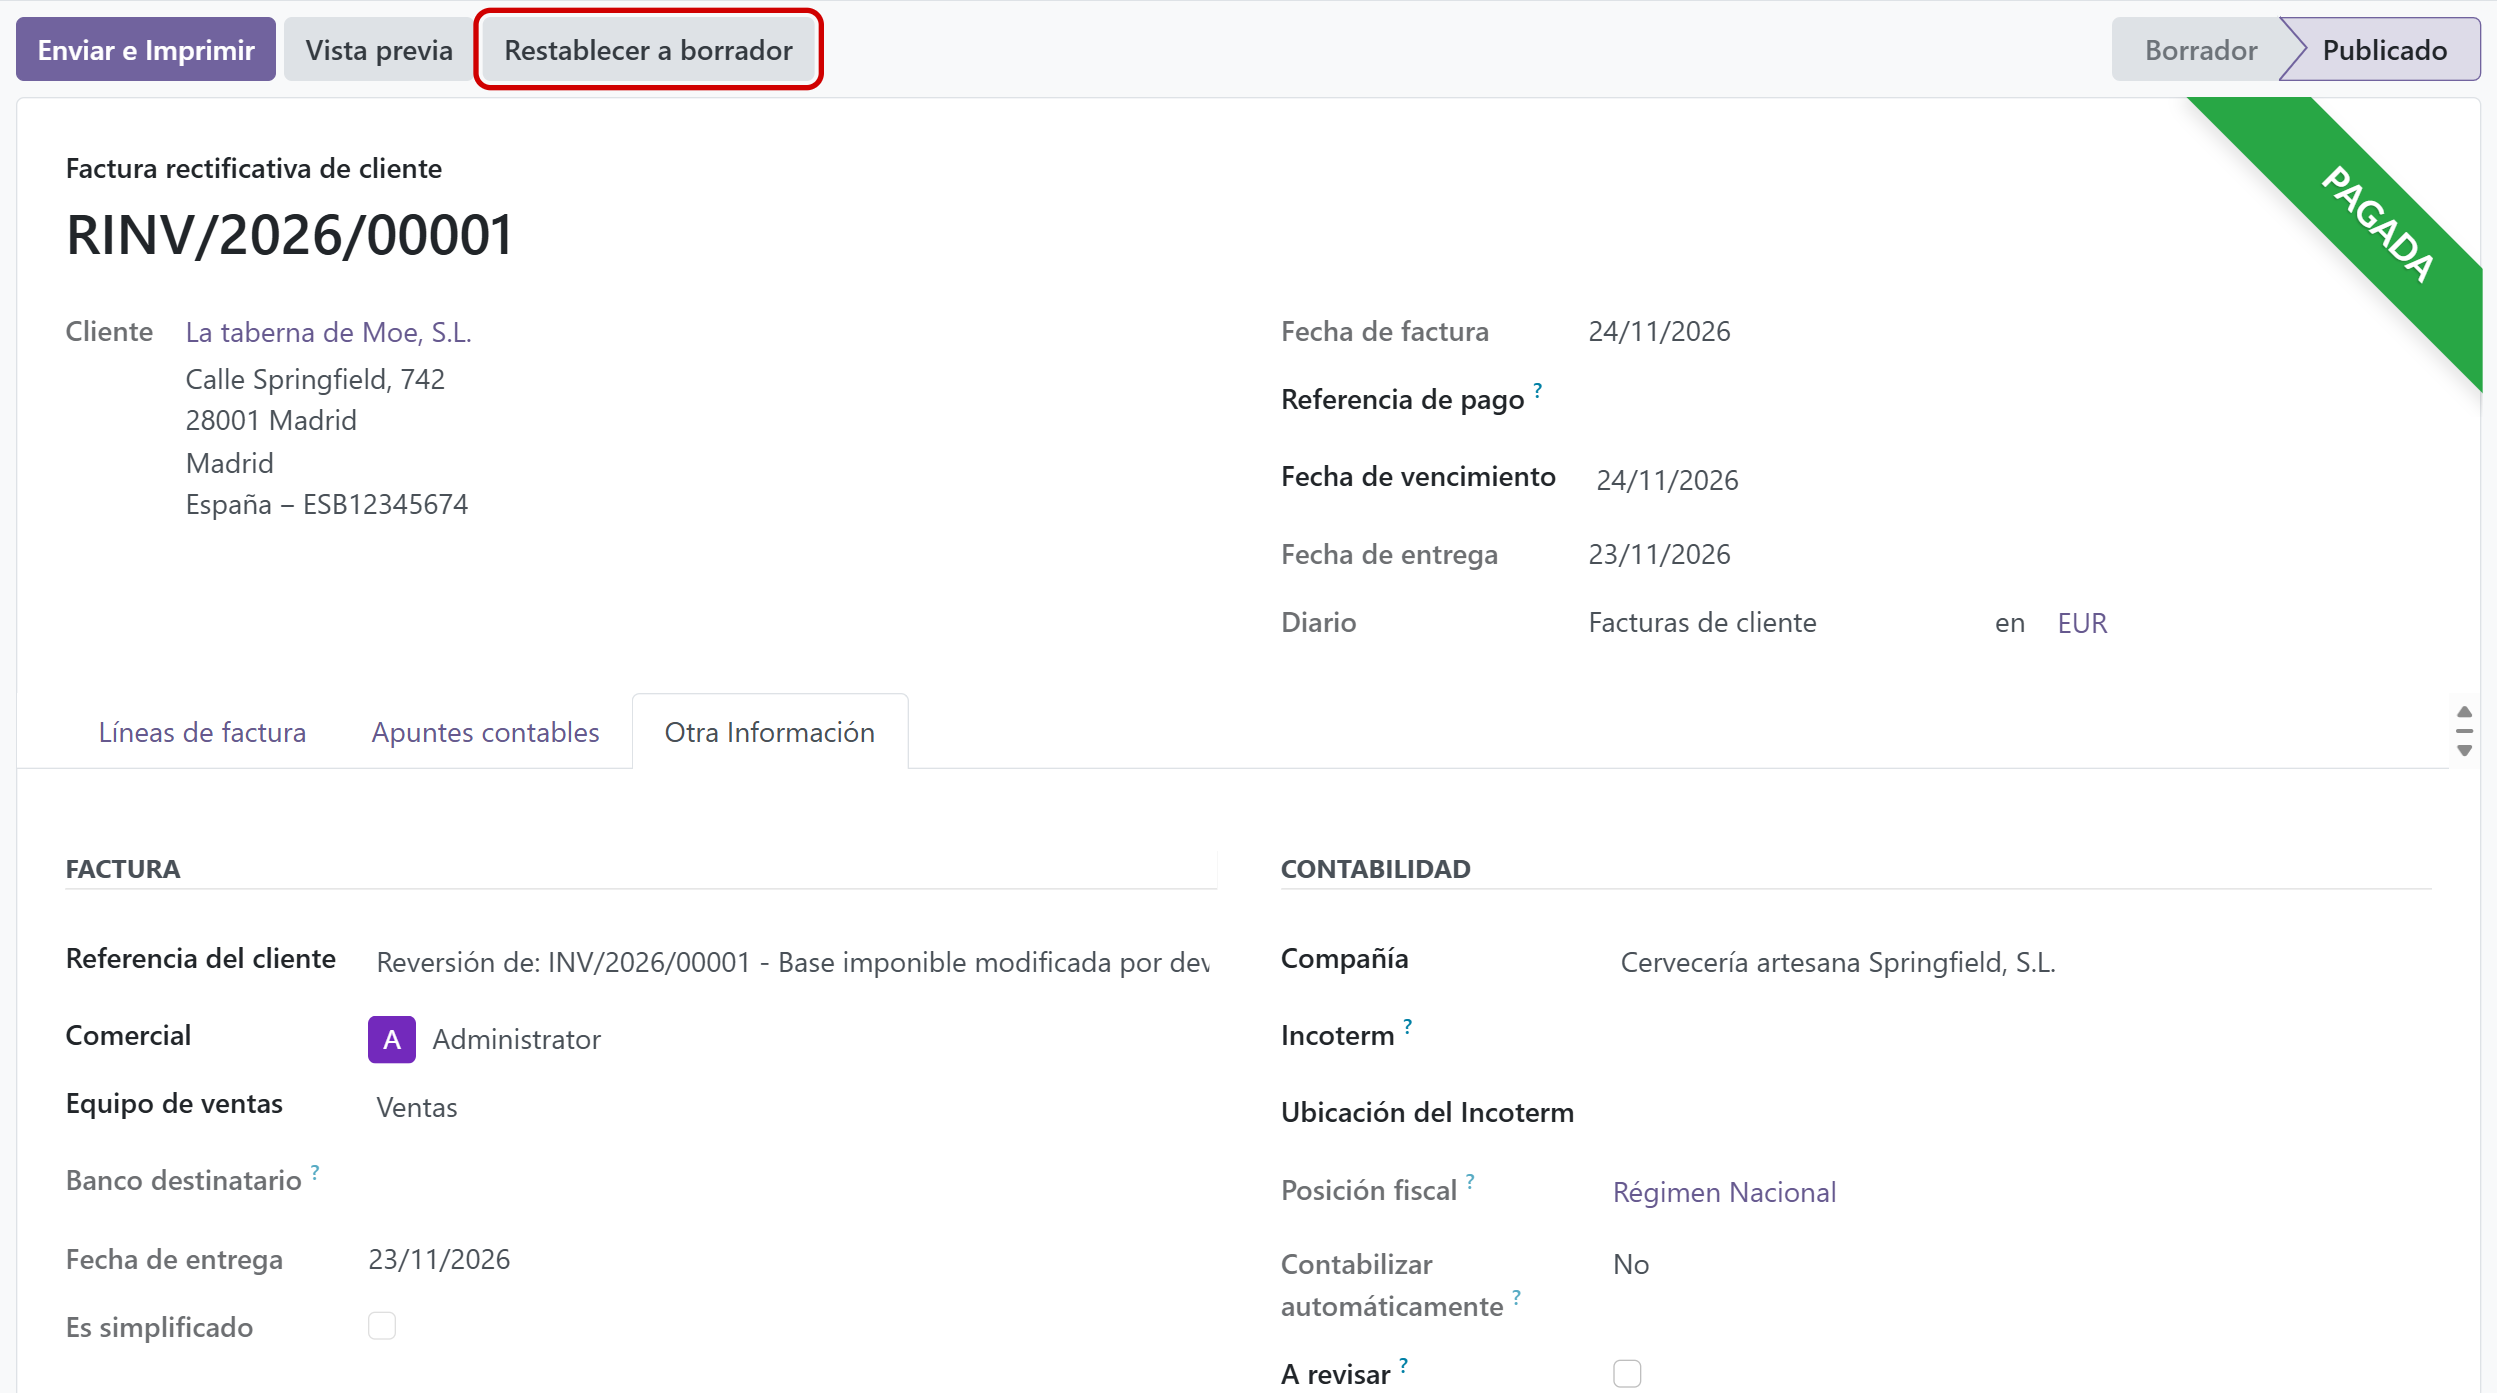 Enviar e Imprimir
Vista previa
Restablecer a borrador
Borrador
Publicado
PAGADA
Factura rectificativa de cliente
RINV/2026/00001
Cliente
La taberna de Moe, S.L.
Calle Springfield, 742
28001 Madrid
Madrid
España – ESB12345674
Fecha de factura 24/11/2026
Referencia de pago ?
Fecha de vencimiento 24/11/2026
Fecha de entrega 23/11/2026
Diario Facturas de cliente en EUR
Líneas de factura
Apuntes contables
Otra Información
FACTURA
Referencia del cliente Reversión de: INV/2026/00001 - Base imponible modificada por dev
Comercial A Administrator
Equipo de ventas Ventas
Banco destinatario ?
Fecha de entrega 23/11/2026
Es simplificado
CONTABILIDAD
Compañía Cervecería artesana Springfield, S.L.
Incoterm ?
Ubicación del Incoterm
Posición fiscal ? Régimen Nacional
Contabilizar No
automáticamente ?
A revisar ?